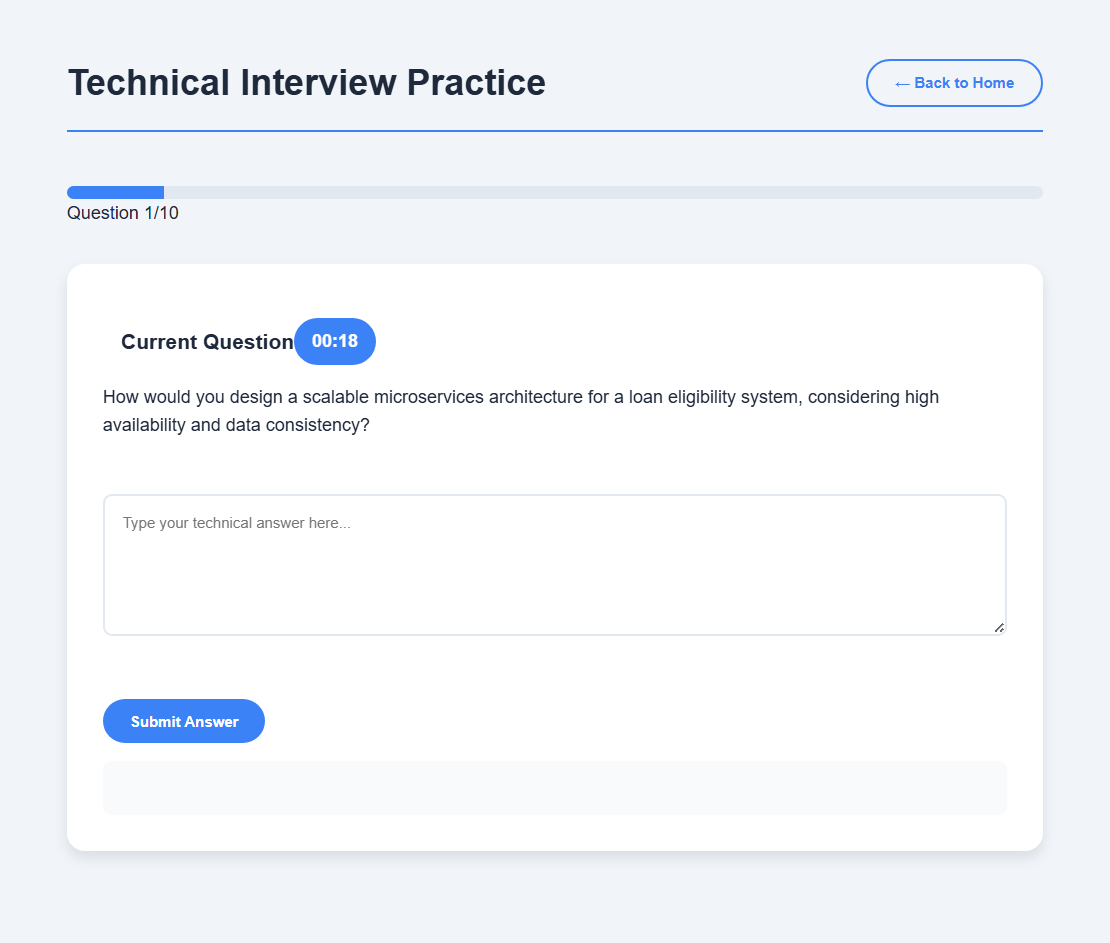 Technical Interview Practice
← Back to Home
Question 1/10
Current Question
00:18
How would you design a scalable microservices architecture for a loan eligibility system, considering high
availability and data consistency?
Type your technical answer here...
Submit Answer